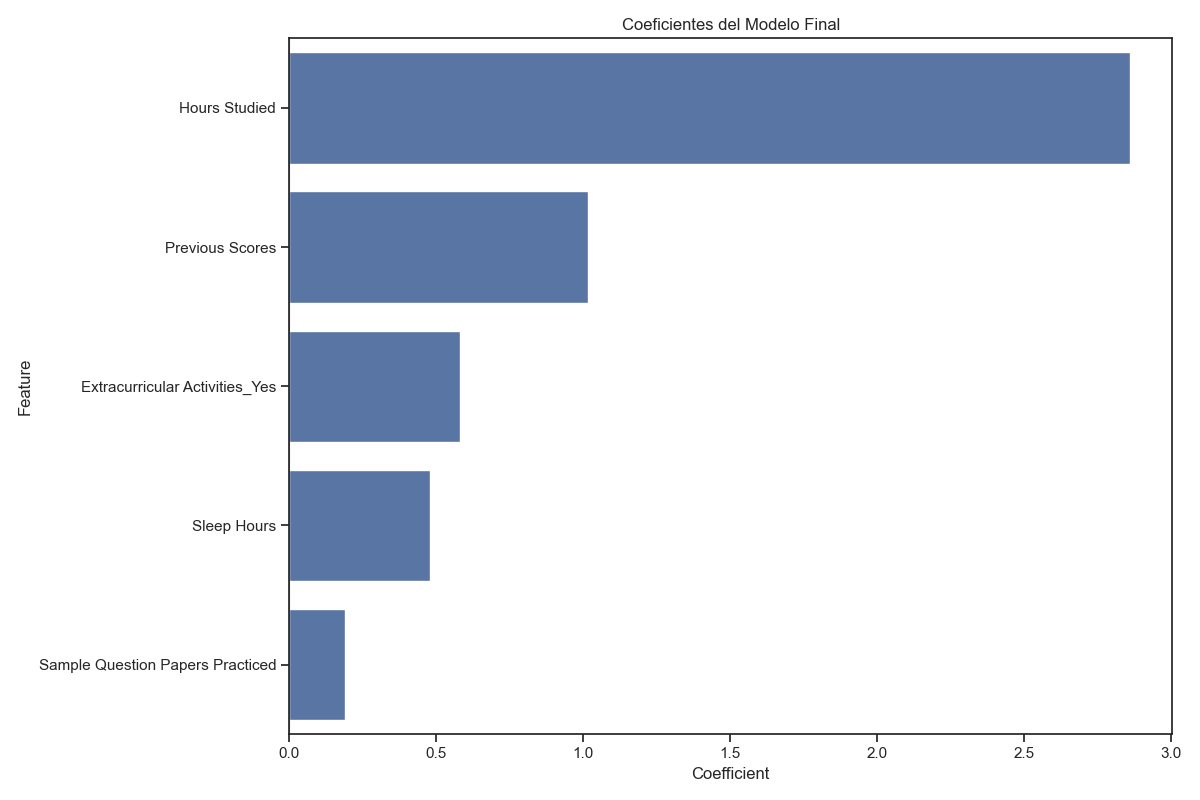 Coeficientes del Modelo Final
Feature
Hours Studied
Previous Scores
Extracurricular Activities_Yes
Sleep Hours
Sample Question Papers Practiced
0.0 0.5 1.0 1.5 2.0 2.5 3.0
Coefficient